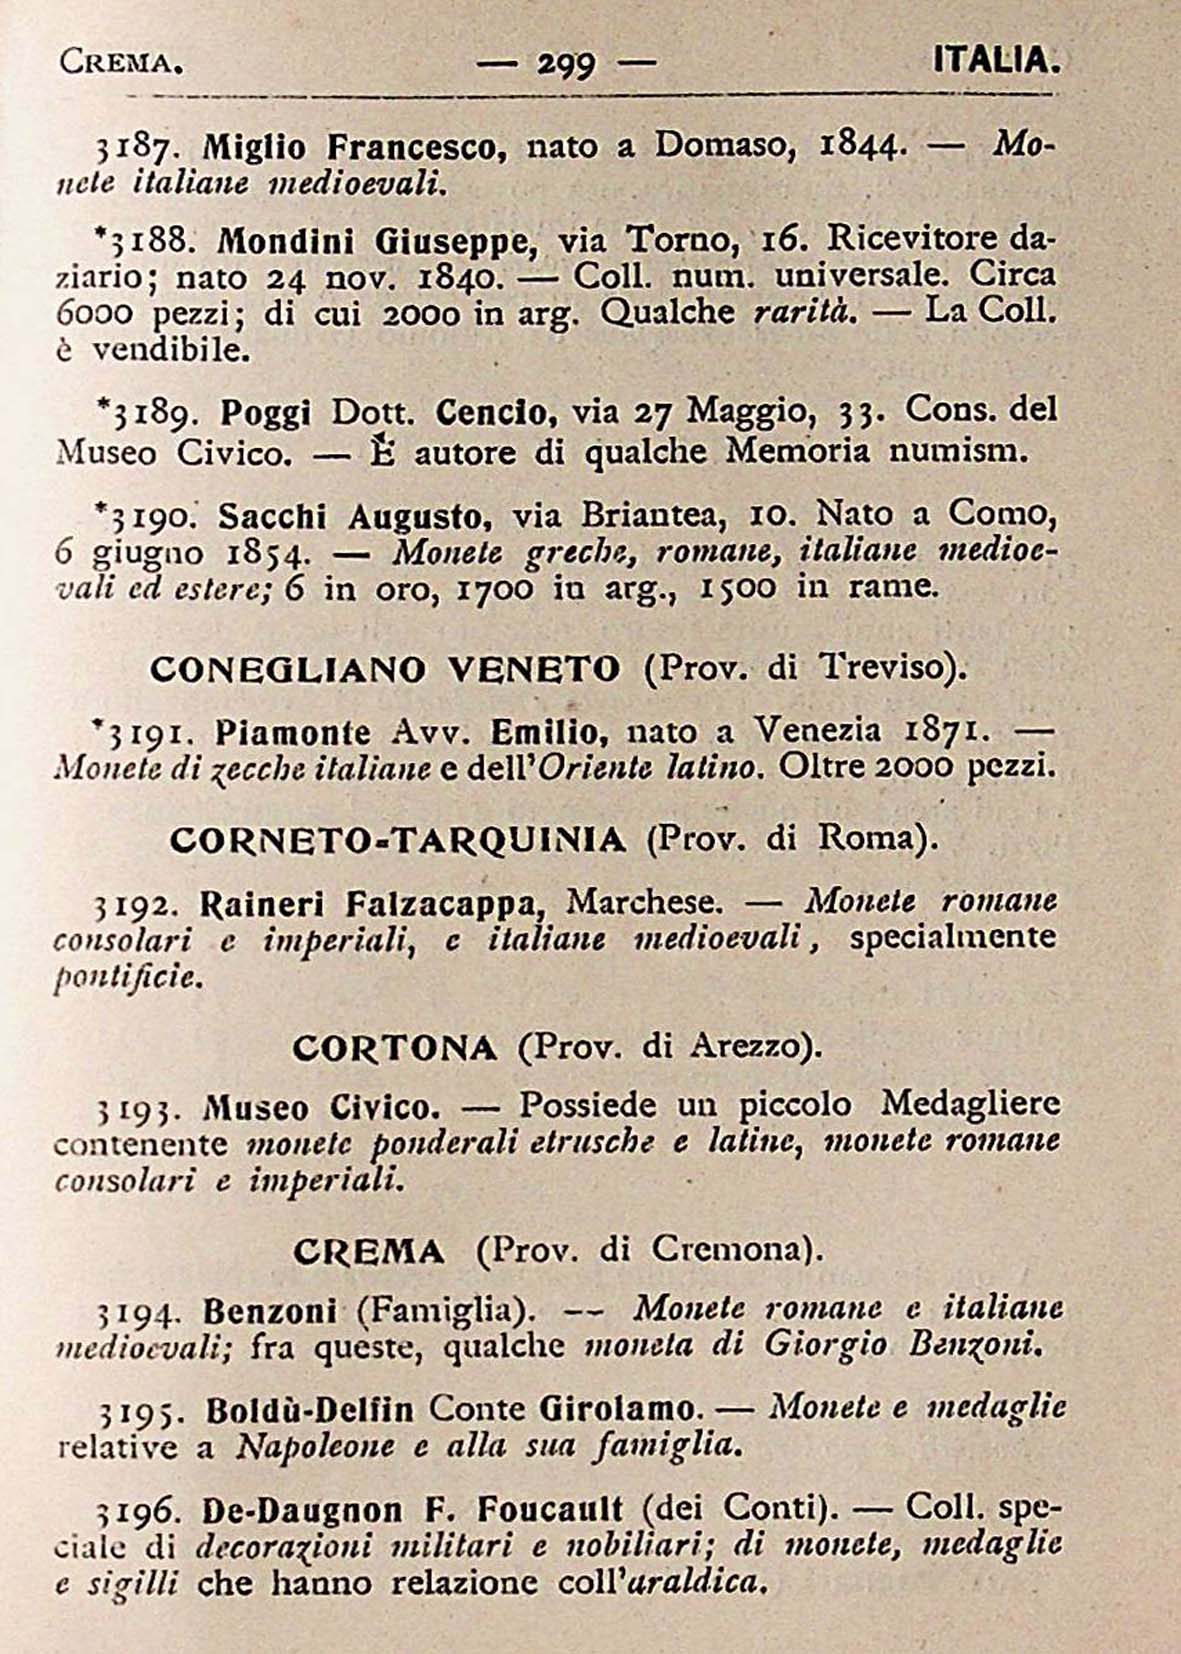 CREMA. — 299 — ITALIA.
3187. Miglio Francesco, nato a Domaso, 1844. — Mo-
nete italiane medioevali.
*3188. Mondini Giuseppe, via Torno, 16. Ricevitore da-
ziario; nato 24 nov. 1840. — Coll. num. universale. Circa
6000 pezzi; di cui 2000 in arg. Qualche rarità. — La Coll.
è vendibile.
*3189. Poggi Dott. Cencio, via 27 Maggio, 33. Cons. del
Museo Civico. — È autore di qualche Memoria numism.
*3190. Sacchi Augusto, via Briantea, 10. Nato a Como,
6 giugno 1854. — Monete greche, romane, italiane medioe-
vali ed estere; 6 in oro, 1700 in arg., 1500 in rame.
CONEGLIANO VENETO (Prov. di Treviso).
*3191. Piamonte Avv. Emilio, nato a Venezia 1871. —
Monete di zecche italiane e dell'Oriente latino. Oltre 2000 pezzi.
CORNETO-TARQUINIA (Prov. di Roma).
3192. Raineri Falzacappa, Marchese. — Monete romane
consolari e imperiali, e italiane medioevali, specialmente
pontificie.
CORTONA (Prov. di Arezzo).
3193. Museo Civico. — Possiede un piccolo Medagliere
contenente monete ponderali etrusche e latine, monete romane
consolari e imperiali.
CREMA (Prov. di Cremona).
3194. Benzoni (Famiglia). -- Monete romane e italiane
medioevali; fra queste, qualche moneta di Giorgio Benzoni.
3195. Boldù-Delfin Conte Girolamo. — Monete e medaglie
relative a Napoleone e alla sua famiglia.
3196. De-Daugnon F. Foucault (dei Conti). — Coll. spe-
ciale di decorazioni militari e nobiliari; di monete, medaglie
e sigilli che hanno relazione coll'araldica.